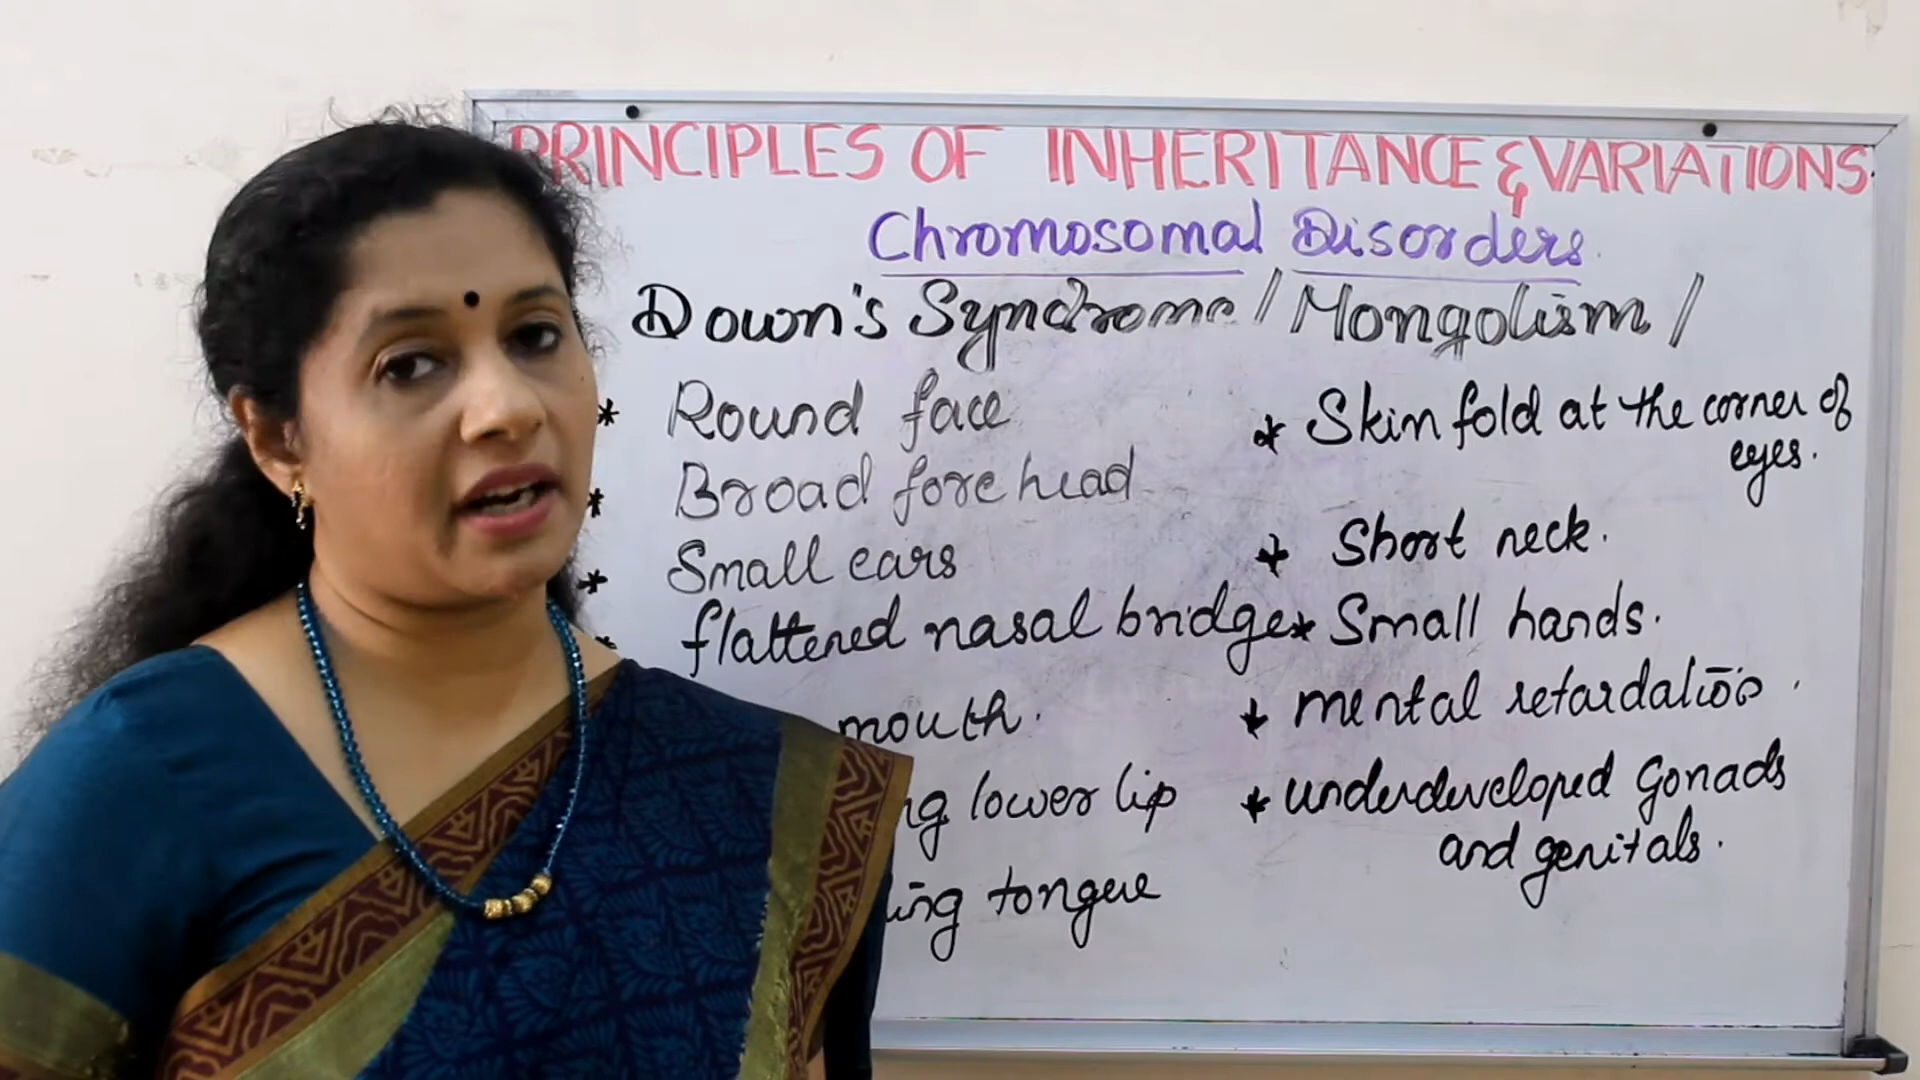 PRINCIPLES OF INHERITANCE & VARIATIONS
Chromosomal Disorders
Down's Syndrome / Mongolism /
* Round face
* Broad fore head
* Small ears
* flattened nasal bridge
mouth.
lower lip
tongue
* Skin fold at the corner of
eyes.
* Short neck.
* Small hands.
* mental retardation.
* underdeveloped Gonads
and genitals.